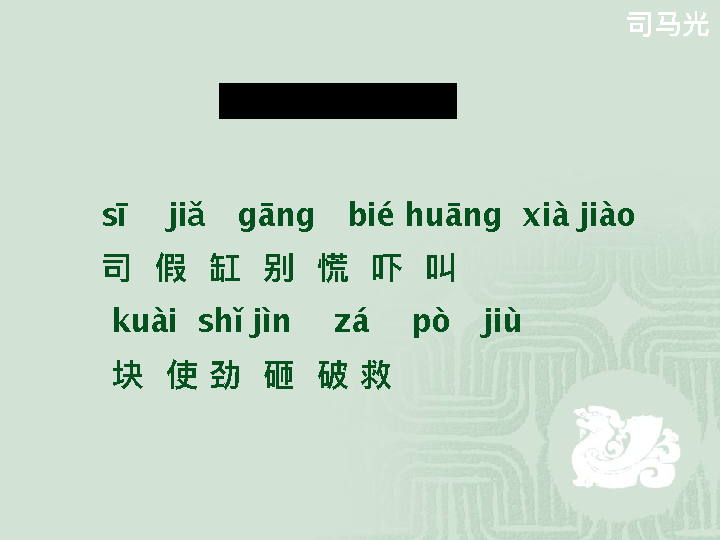 司马光
sī jiǎ gāng bié huāng xià jiào
司 假 缸 别 慌 吓 叫
kuài shǐ jìn zá pò jiù
块 使 劲 砸 破 救